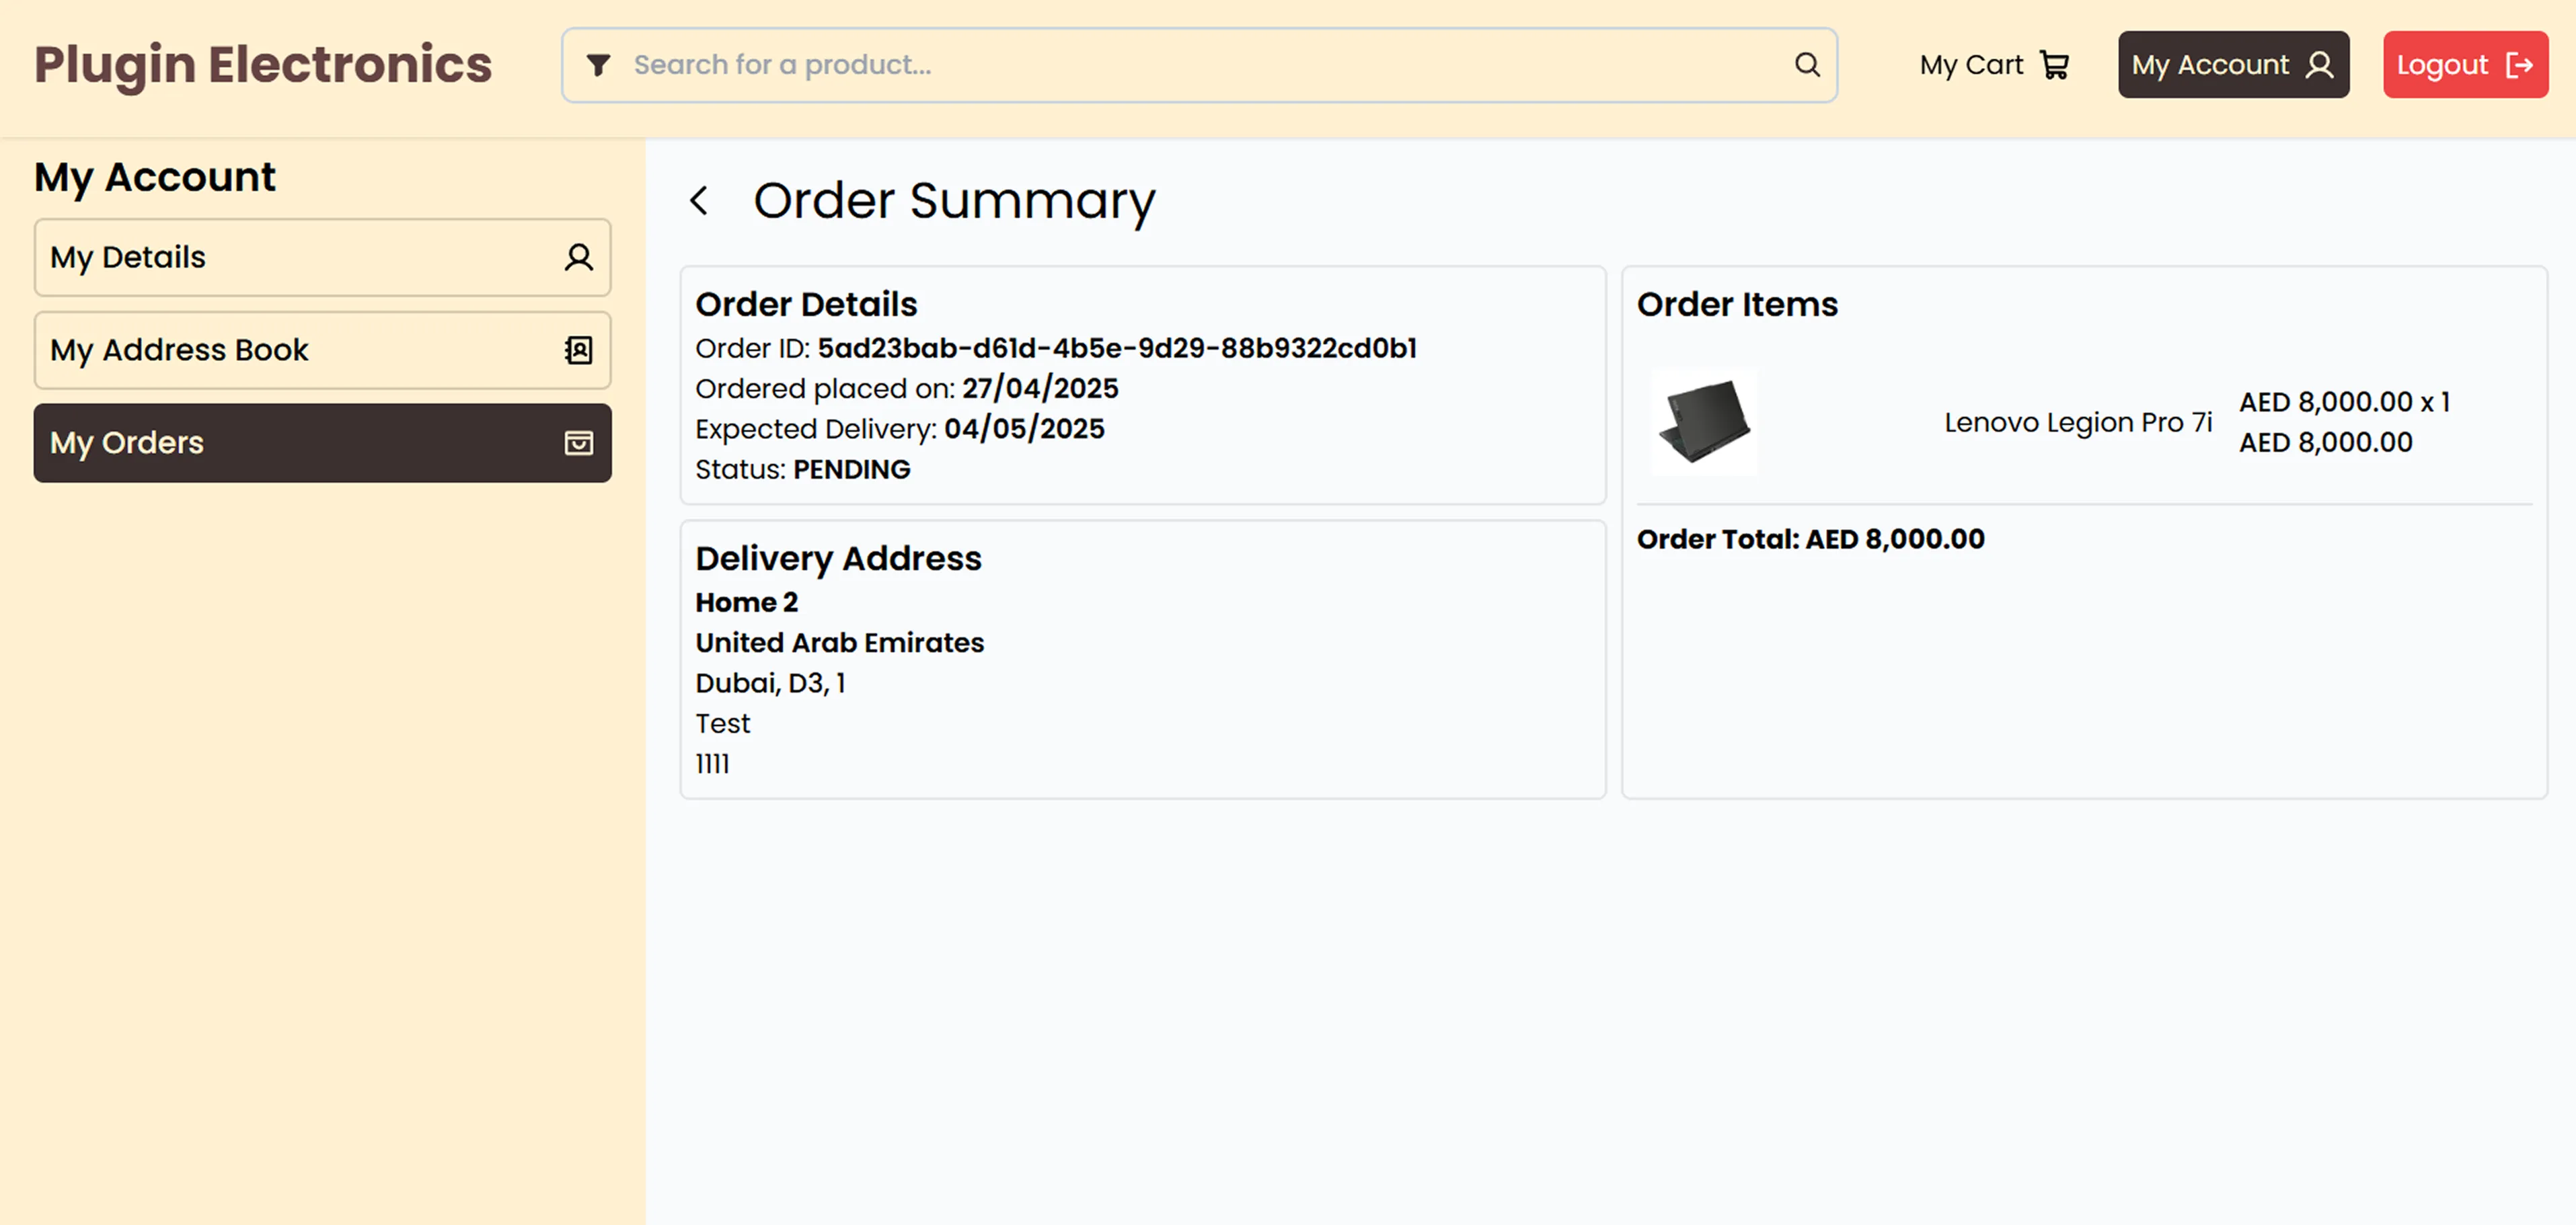 Plugin Electronics
Search for a product...
My Cart
My Account
Logout
My Account
My Details
My Address Book
My Orders
Order Summary
Order Details
Order ID: 5ad23bab-d61d-4b5e-9d29-88b9322cd0b1
Ordered placed on: 27/04/2025
Expected Delivery: 04/05/2025
Status: PENDING
Delivery Address
Home 2
United Arab Emirates
Dubai, D3, 1
Test
1111
Order Items
Lenovo Legion Pro 7i
AED 8,000.00 x 1
AED 8,000.00
Order Total: AED 8,000.00